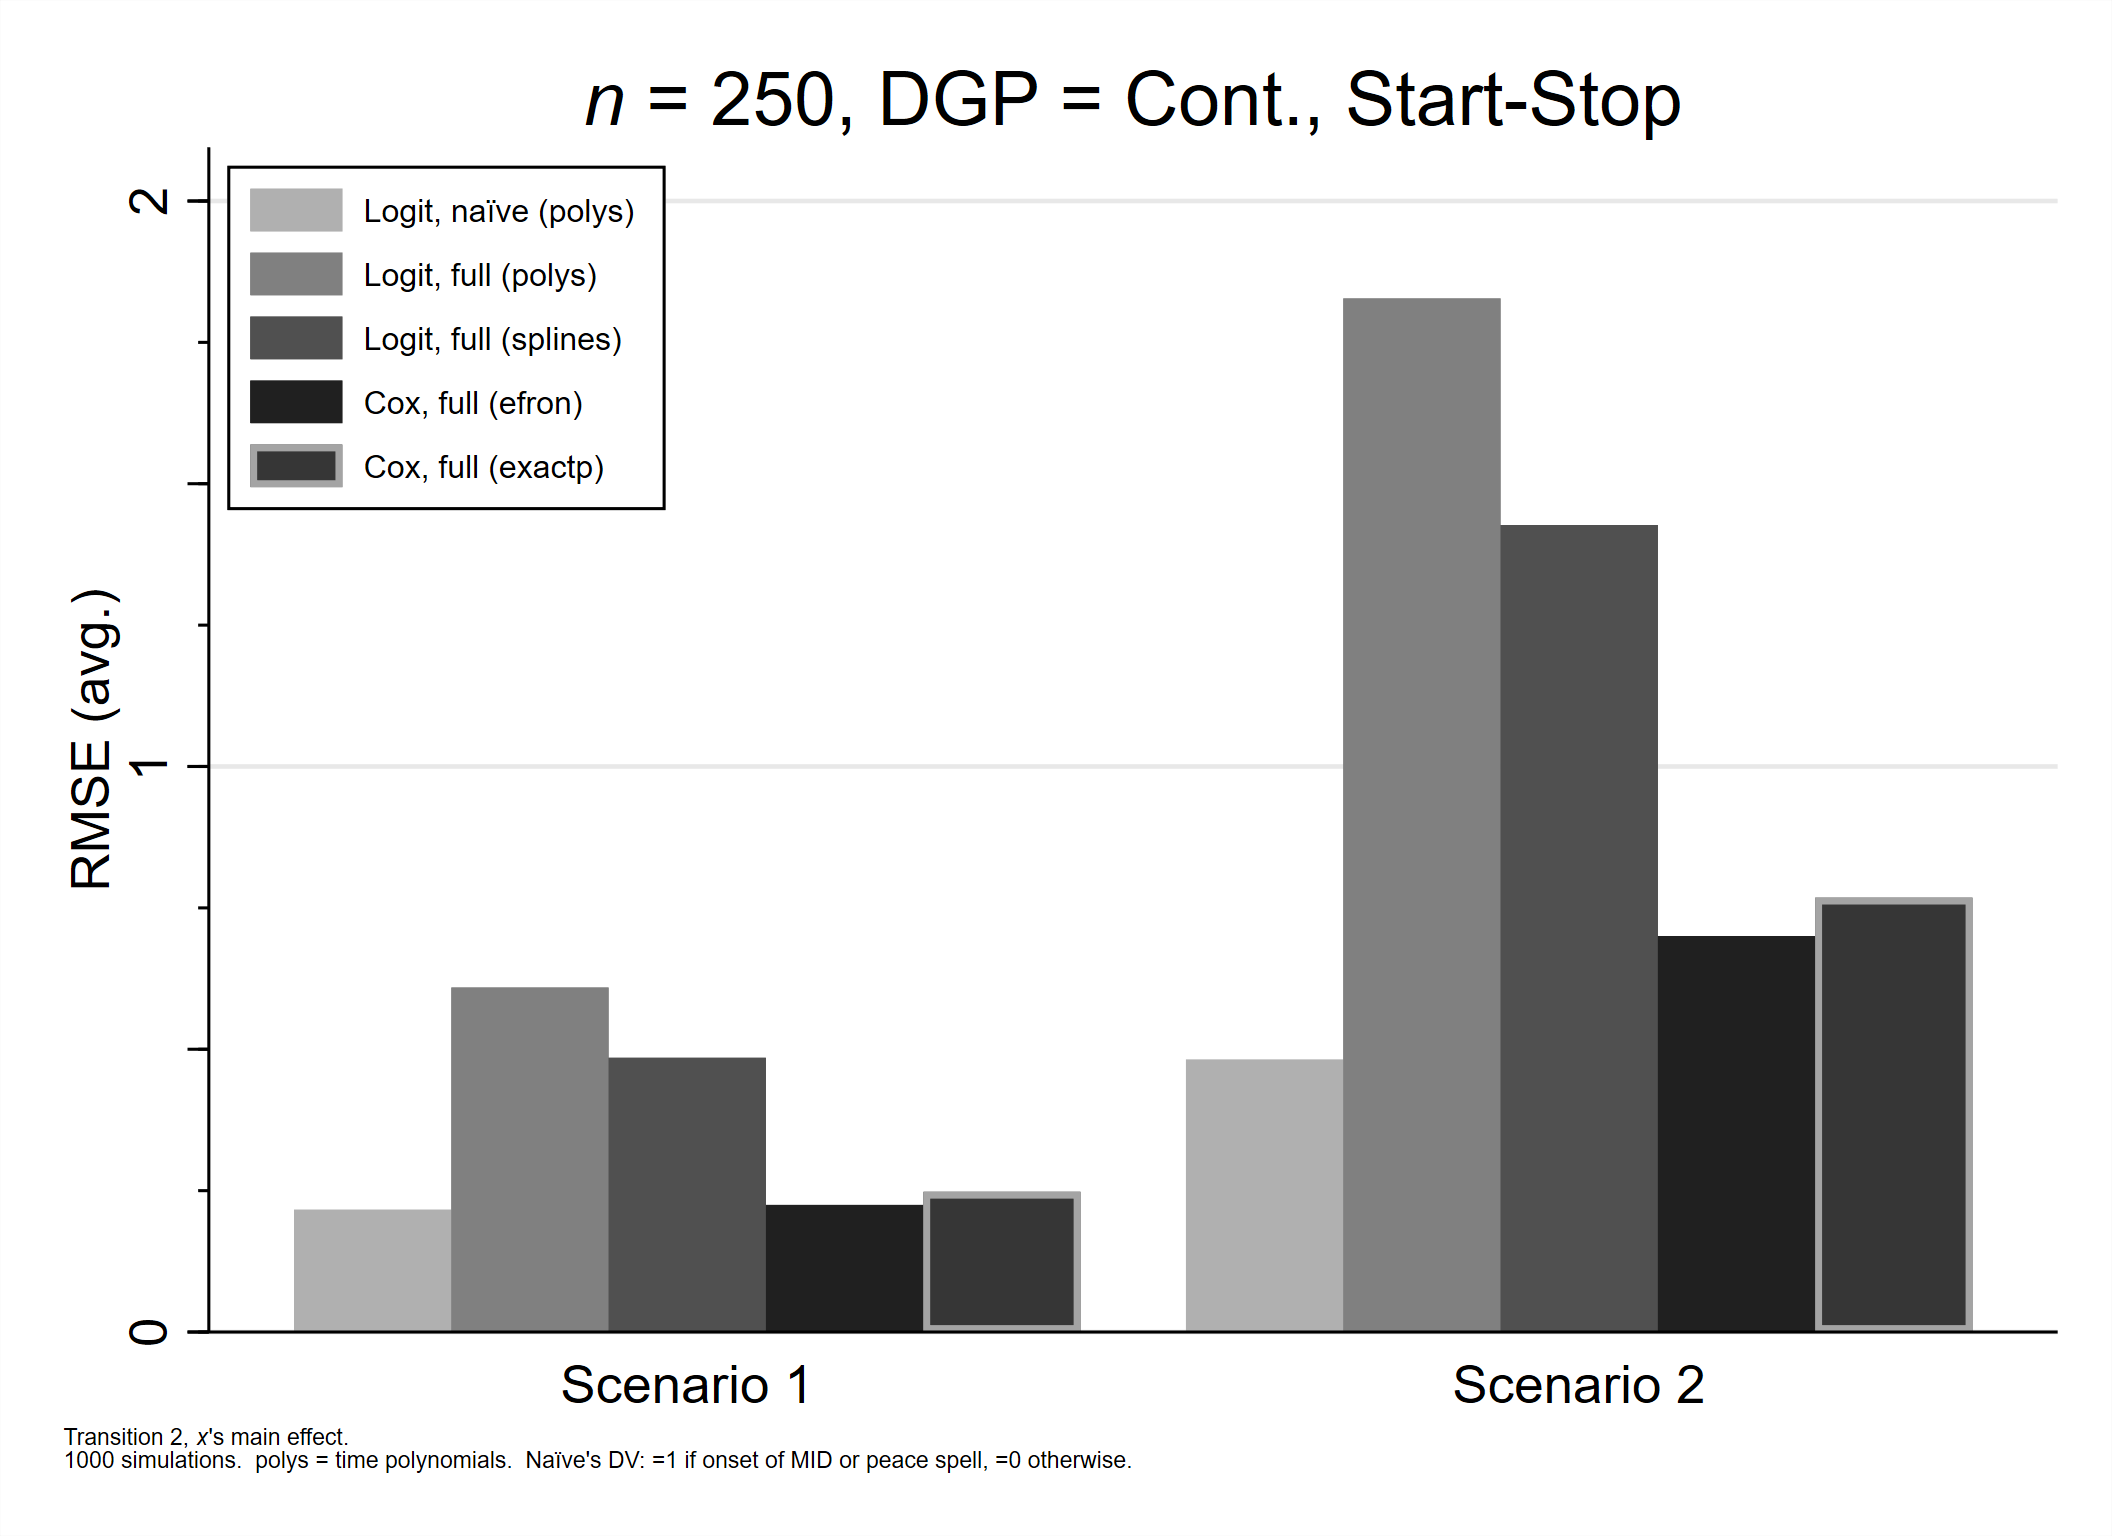 n = 250, DGP = Cont., Start-Stop
Logit, naïve (polys)
Logit, full (polys)
Logit, full (splines)
Cox, full (efron)
Cox, full (exactp)
RMSE (avg.)
2
1
0
Scenario 1
Scenario 2
Transition 2, x's main effect.
1000 simulations.  polys = time polynomials.  Naïve's DV: =1 if onset of MID or peace spell, =0 otherwise.